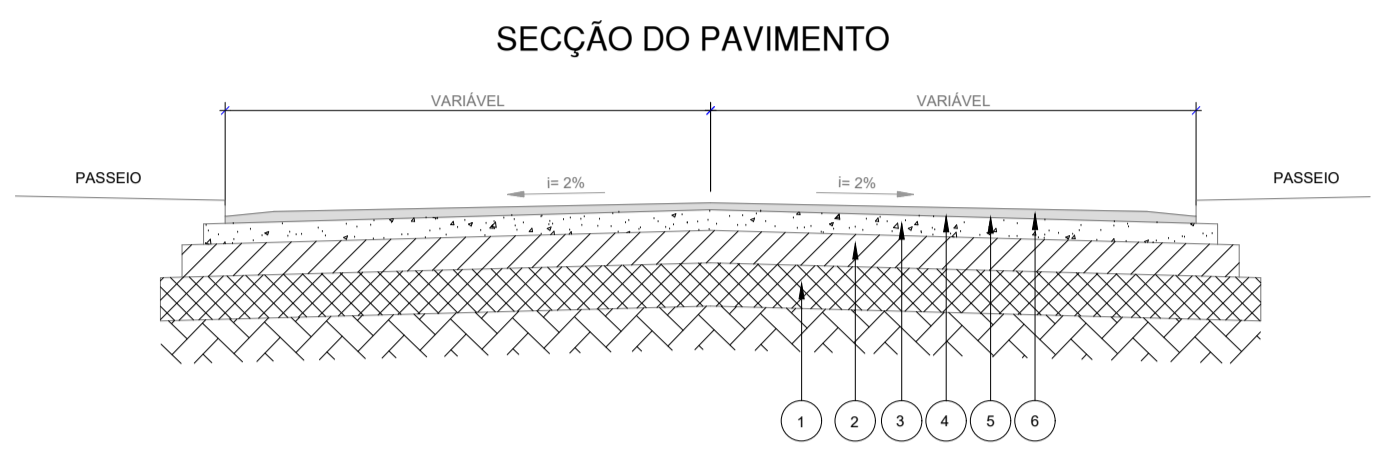 SECÇÃO DO PAVIMENTO
VARIÁVEL
VARIÁVEL
PASSEIO
PASSEIO
i= 2%
i= 2%
1
2
3
4
5
6